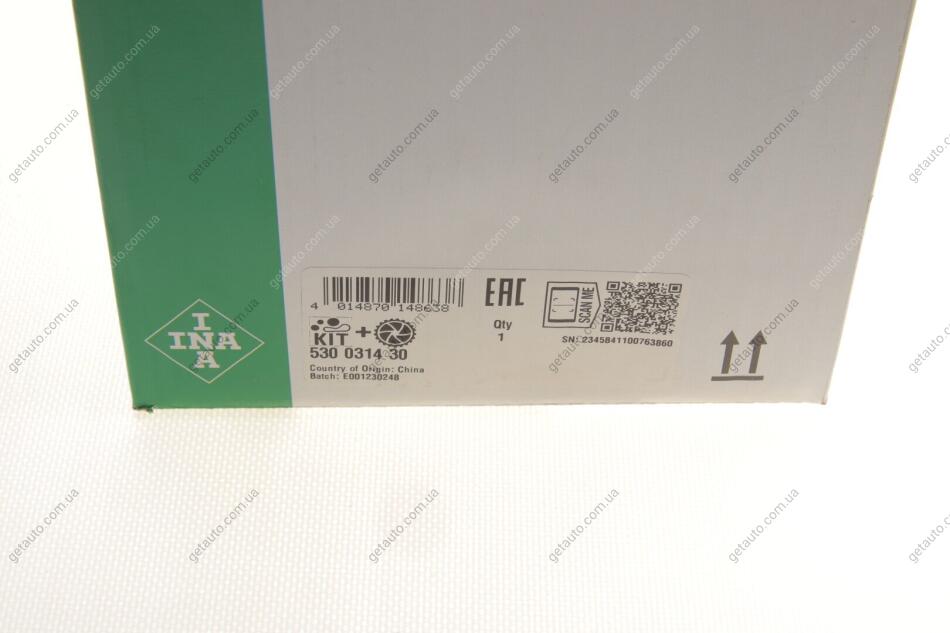 I
INA
A
4 014870 148638
EAC
SCAN ME
Qty
1
KIT +
530 0314 30
SN: 2345841100763860
Country of Origin: China
Batch: E001230248
getauto.com.ua